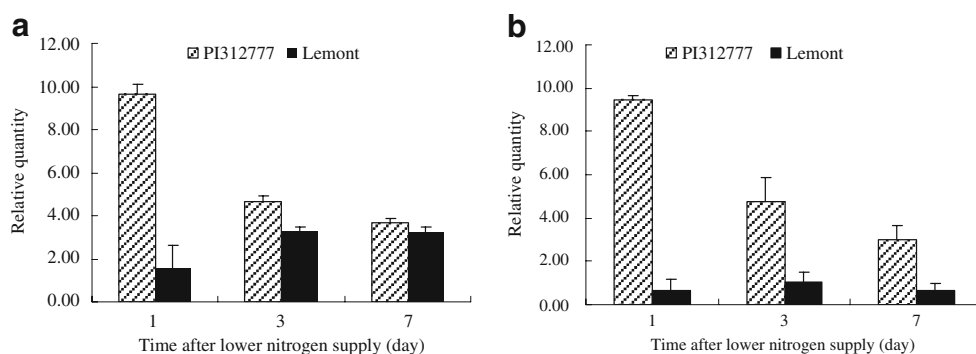 a
12.00
PI312777 Lemont
10.00
8.00
6.00
4.00
2.00
0.00
Relative quantity
1 3 7
Time after lower nitrogen supply (day)
b
12.00
PI312777 Lemont
10.00
8.00
6.00
4.00
2.00
0.00
Relative quantity
1 3 7
Time after lower nitrogen supply (day)